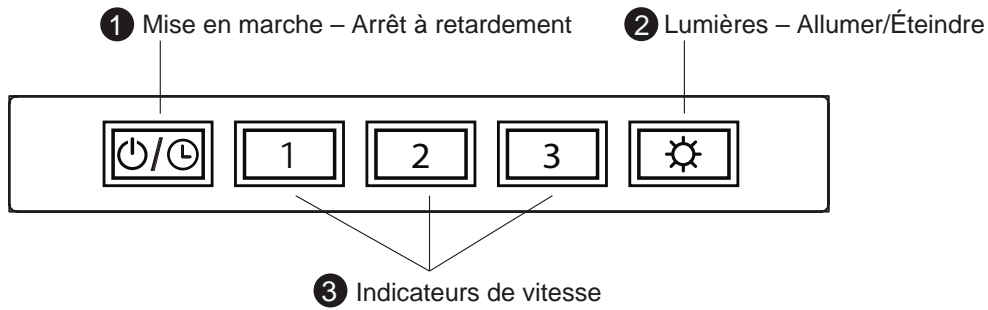 1 Mise en marche – Arrêt à retardement
2 Lumières – Allumer/Éteindre
⏻/🕒 1 2 3 ☼
3 Indicateurs de vitesse